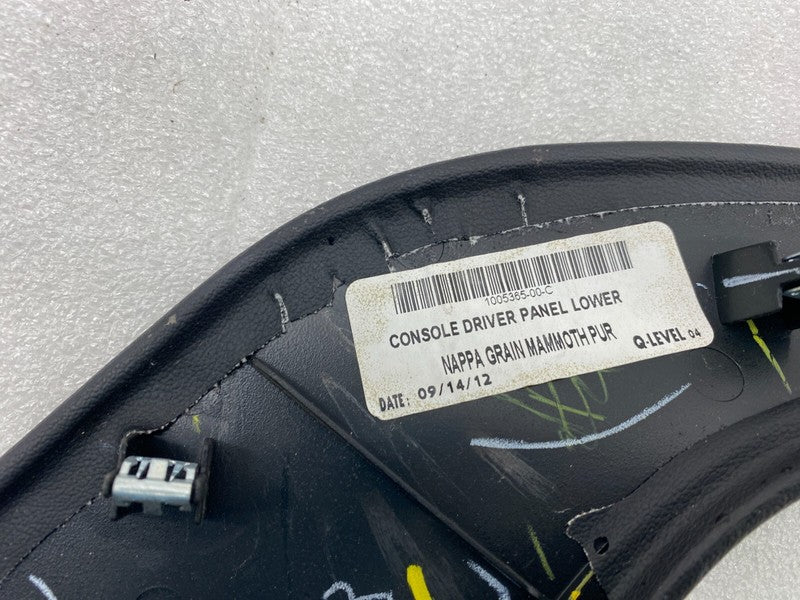 1005365-00-C
CONSOLE DRIVER PANEL LOWER
NAPPA GRAIN MAMMOTH PUR
DATE: 09/14/12 Q-LEVEL 04